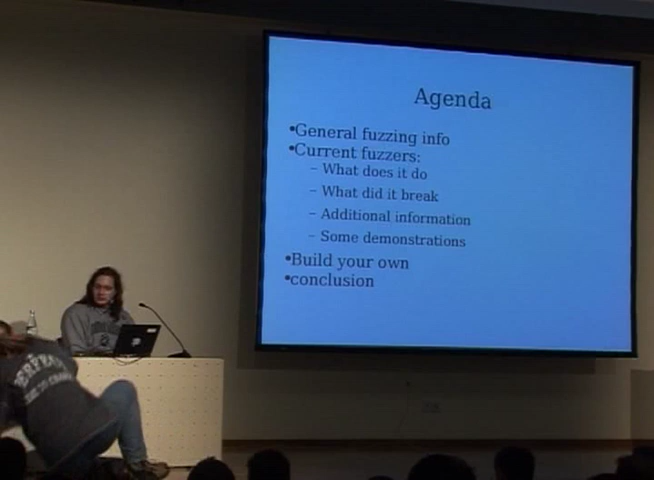 Agenda
•General fuzzing info
•Current fuzzers:
– What does it do
– What did it break
– Additional information
– Some demonstrations
•Build your own
•conclusion